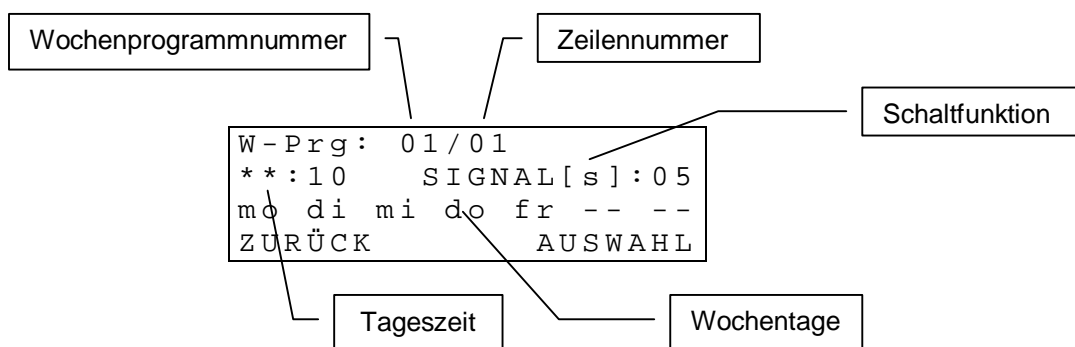 Wochenprogrammnummer
Zeilennummer
Schaltfunktion
W-Prg: 01/01
**:10 SIGNAL[s]:05
mo di mi do fr -- --
ZURÜCK AUSWAHL
Tageszeit
Wochentage